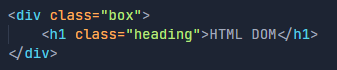 <div class="box">
    <h1 class="heading">HTML DOM</h1>
</div>